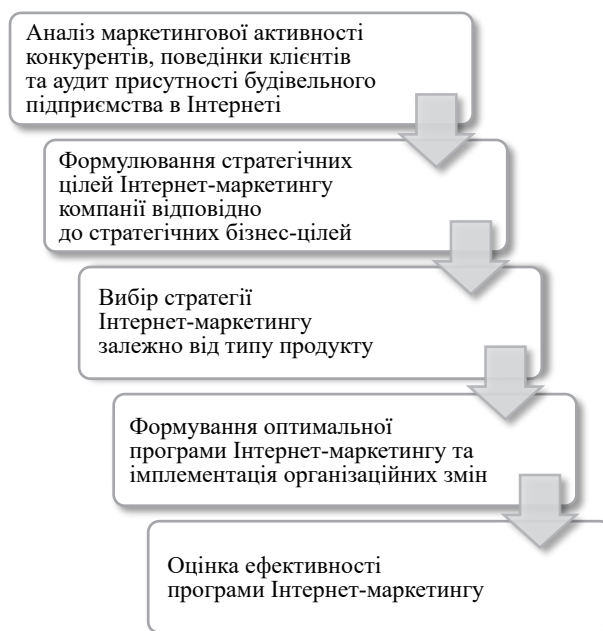 Аналіз маркетингової активності
конкурентів, поведінки клієнтів
та аудит присутності будівельного
підприємства в Інтернеті
Формулювання стратегічних
цілей Інтернет-маркетингу
компанії відповідно
до стратегічних бізнес-цілей
Вибір стратегії
Інтернет-маркетингу
залежно від типу продукту
Формування оптимальної
програми Інтернет-маркетингу та
імплементація організаційних змін
Оцінка ефективності
програми Інтернет-маркетингу